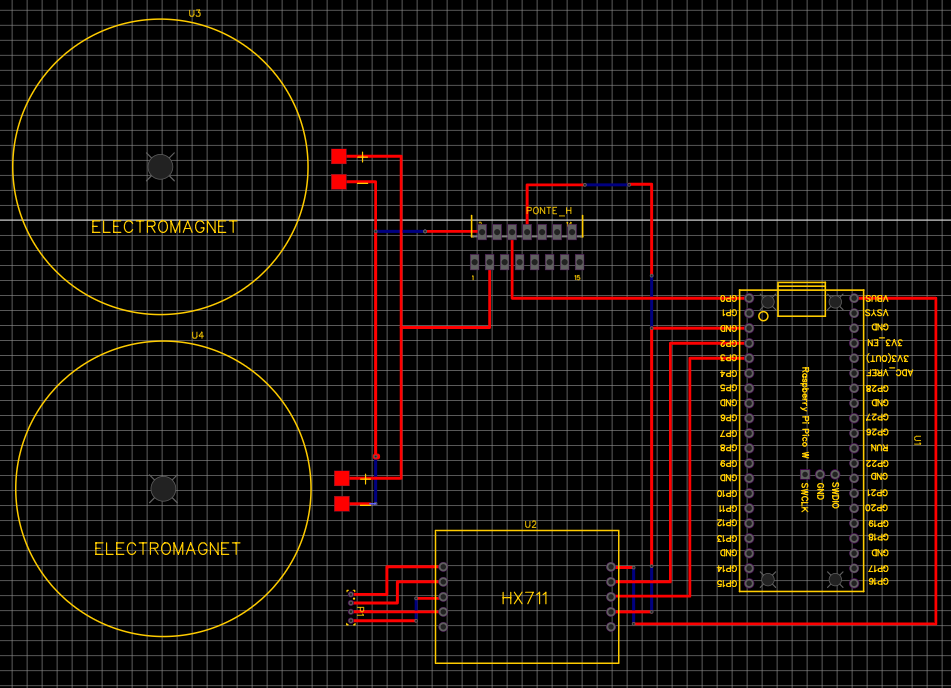 U3
+
—
ELECTROMAGNET
PONTE_H
1
15
U4
+
—
ELECTROMAGNET
U2
HX711
P1
U1
Raspberry Pi Pico W
GP0
GP1
GND
GP2
GP3
GP4
GP5
GND
GP6
GP7
GP8
GP9
GND
GP10
GP11
GP12
GP13
GND
GP14
GP15
VBUS
VSYS
GND
3V3_EN
3V3(OUT)
ADC_VREF
GP28
GND
GP27
GP26
RUN
GP22
GND
GP21
GP20
GP19
GP18
GND
GP17
GP16
SWCLK
GND
SWDIO